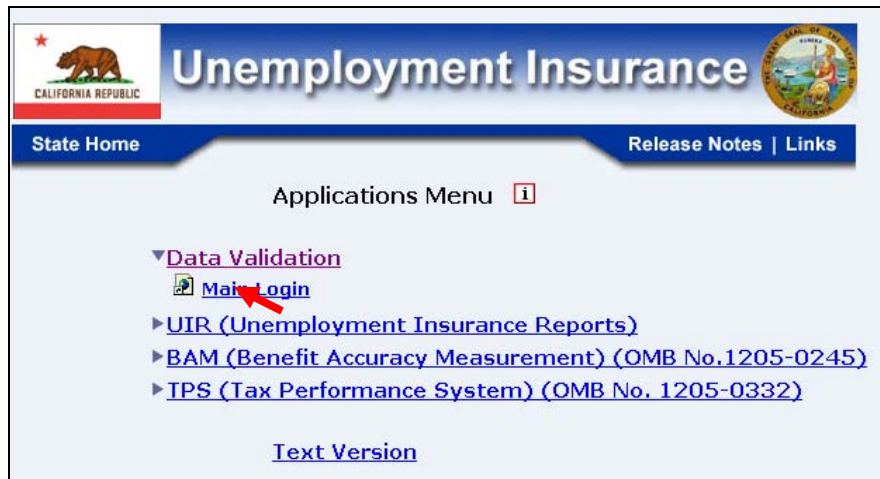 CALIFORNIA REPUBLIC
Unemployment Insurance
State Home
Release Notes | Links
Applications Menu i
Data Validation
Main Login
UIR (Unemployment Insurance Reports)
BAM (Benefit Accuracy Measurement) (OMB No.1205-0245)
TPS (Tax Performance System) (OMB No. 1205-0332)
Text Version